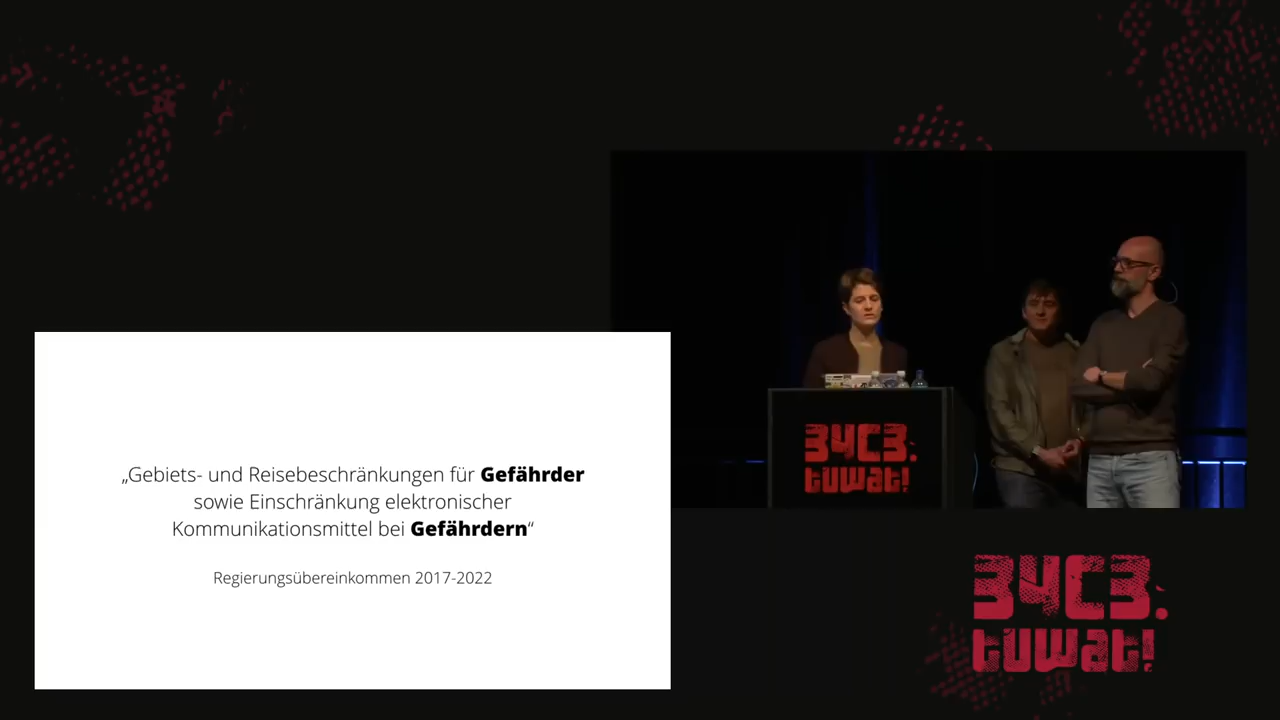 „Gebiets- und Reisebeschränkungen für Gefährder
sowie Einschränkung elektronischer
Kommunikationsmittel bei Gefährdern“
Regierungsübereinkommen 2017-2022
34C3.
tuwat!
34C3.
tuwat!